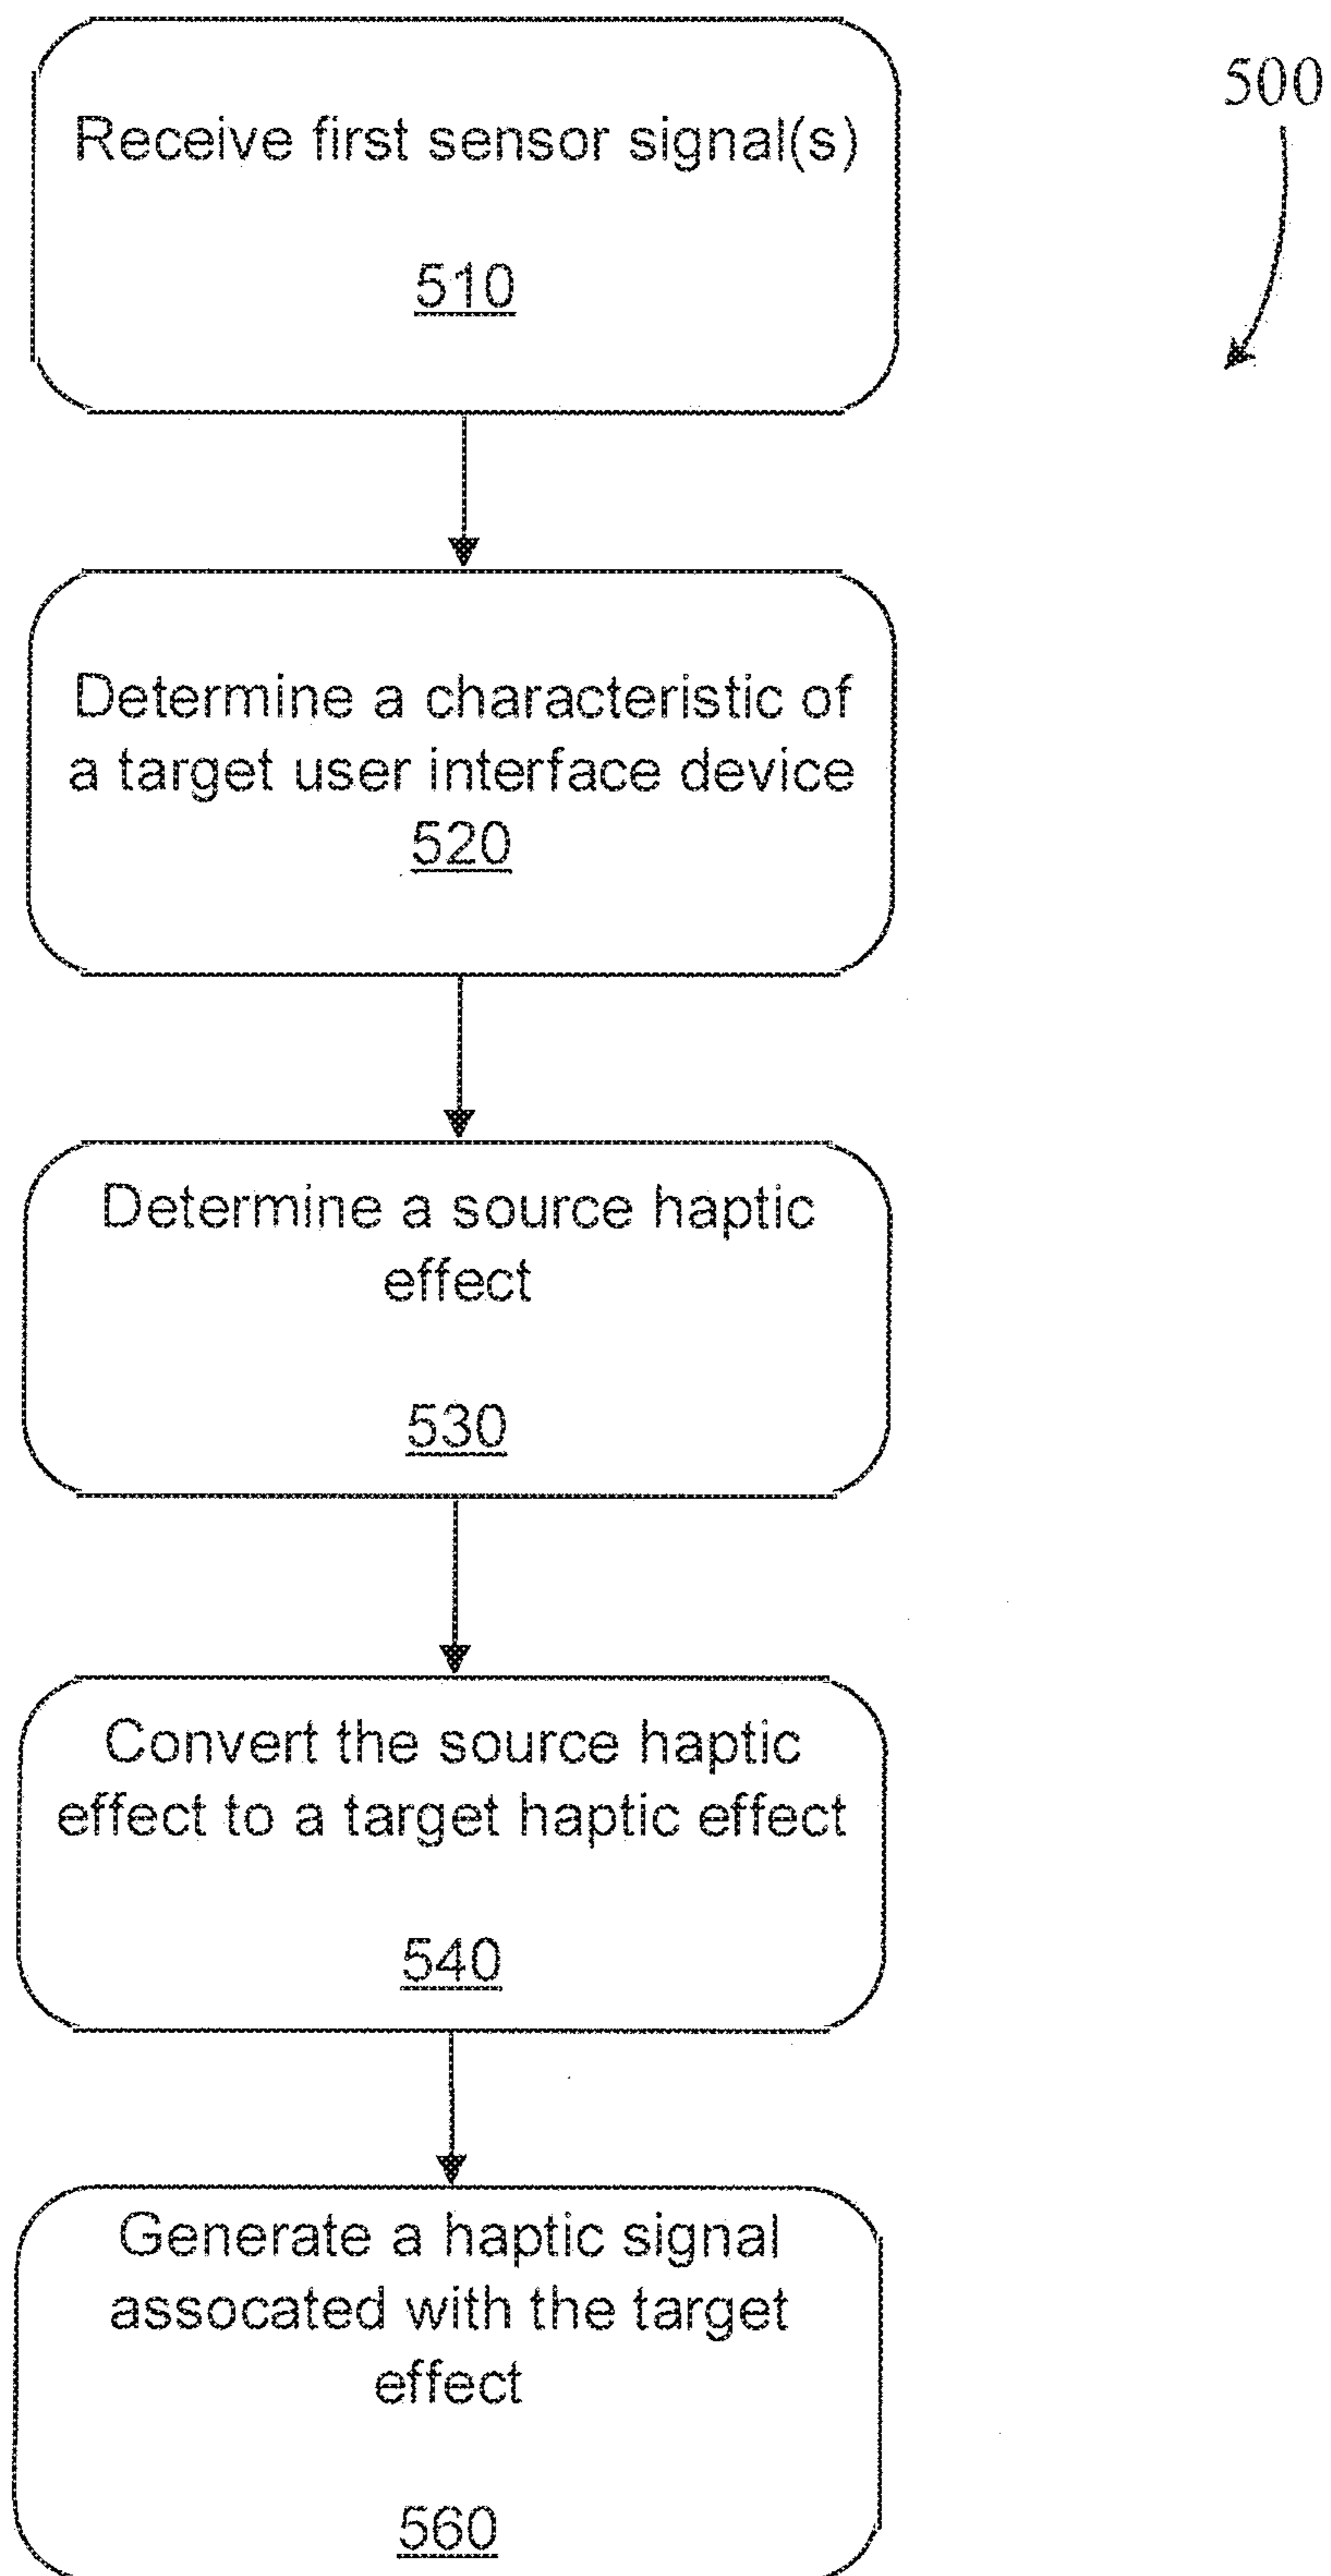 500
Receive first sensor signal(s)
510
Determine a characteristic of
a target user interface device
520
Determine a source haptic
effect
530
Convert the source haptic
effect to a target haptic effect
540
Generate a haptic signal
assocated with the target
effect
560